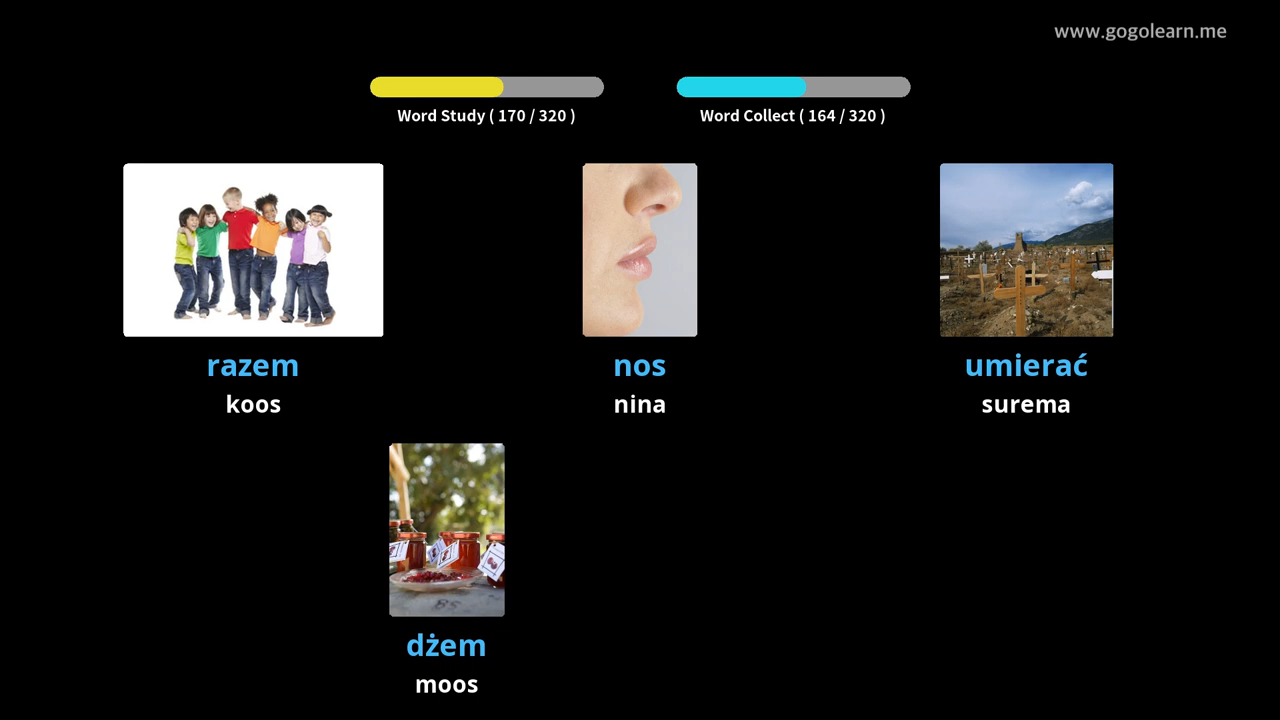 www.gogolearn.me
Word Study ( 170 / 320 )
Word Collect ( 164 / 320 )
razem
koos
nos
nina
umierać
surema
dżem
moos